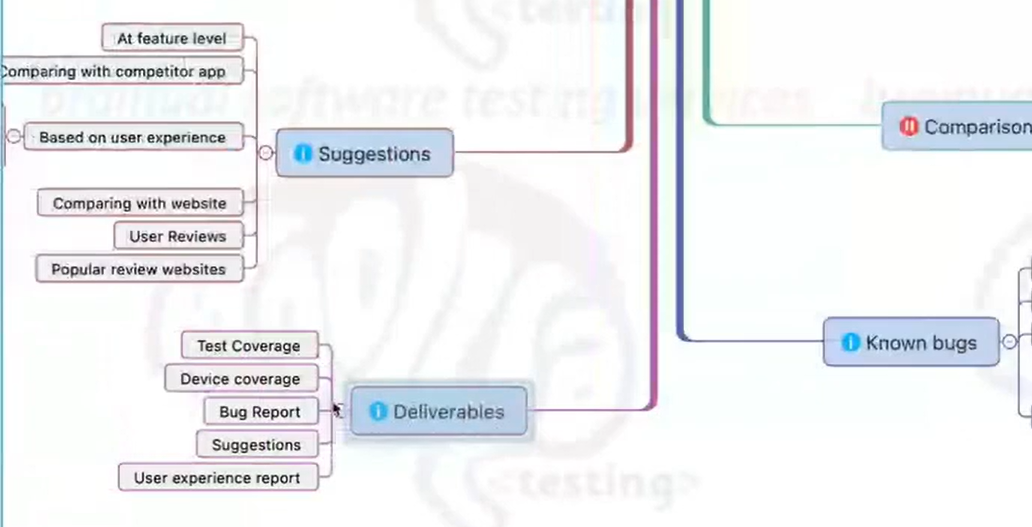 At feature level
Comparing with competitor app
Based on user experience
Suggestions
Comparing with website
User Reviews
Popular review websites
Test Coverage
Device coverage
Bug Report
Deliverables
Suggestions
User experience report
Comparison
Known bugs
<testing>